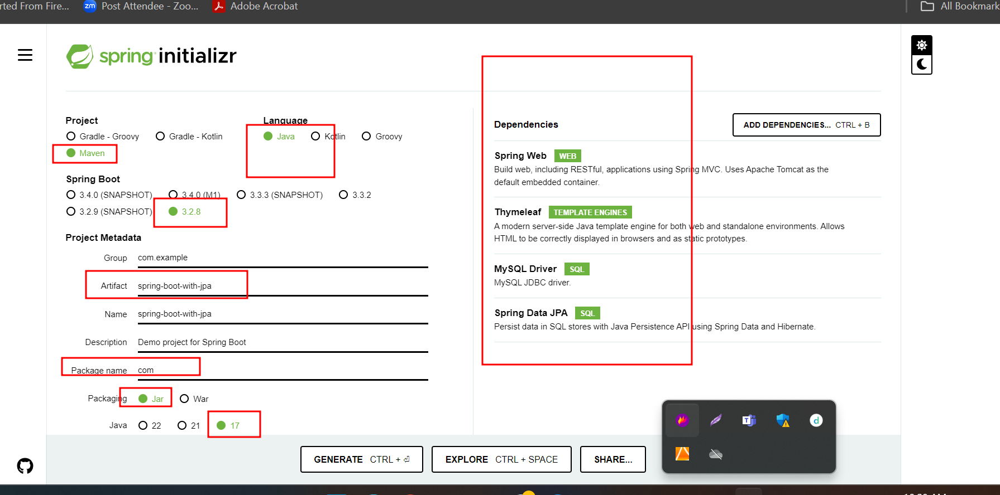 rted From Fire...
zm Post Attendee - Zoo...
Adobe Acrobat
All Bookmark
spring initializr
Project
Gradle - Groovy Gradle - Kotlin
Maven
Language
Java Kotlin Groovy
Spring Boot
3.4.0 (SNAPSHOT) 3.4.0 (M1) 3.3.3 (SNAPSHOT) 3.3.2
3.2.9 (SNAPSHOT) 3.2.8
Project Metadata
Group com.example
Artifact spring-boot-with-jpa
Name spring-boot-with-jpa
Description Demo project for Spring Boot
Package name com
Packaging Jar War
Java 22 21 17
Dependencies
ADD DEPENDENCIES... CTRL + B
Spring Web WEB
Build web, including RESTful, applications using Spring MVC. Uses Apache Tomcat as the
default embedded container.
Thymeleaf TEMPLATE ENGINES
A modern server-side Java template engine for both web and standalone environments. Allows
HTML to be correctly displayed in browsers and as static prototypes.
MySQL Driver SQL
MySQL JDBC driver.
Spring Data JPA SQL
Persist data in SQL stores with Java Persistence API using Spring Data and Hibernate.
GENERATE CTRL + ⏎
EXPLORE CTRL + SPACE
SHARE...
T
d